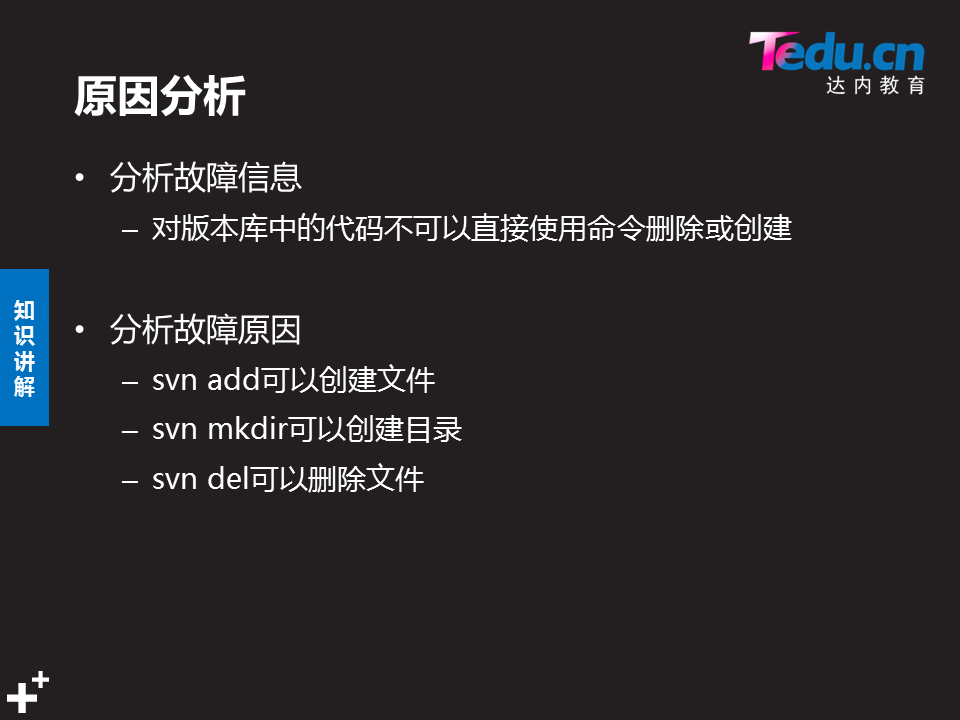 Tedu.cn
达内教育
原因分析
• 分析故障信息
– 对版本库中的代码不可以直接使用命令删除或创建
• 分析故障原因
– svn add可以创建文件
– svn mkdir可以创建目录
– svn del可以删除文件
知
识
讲
解